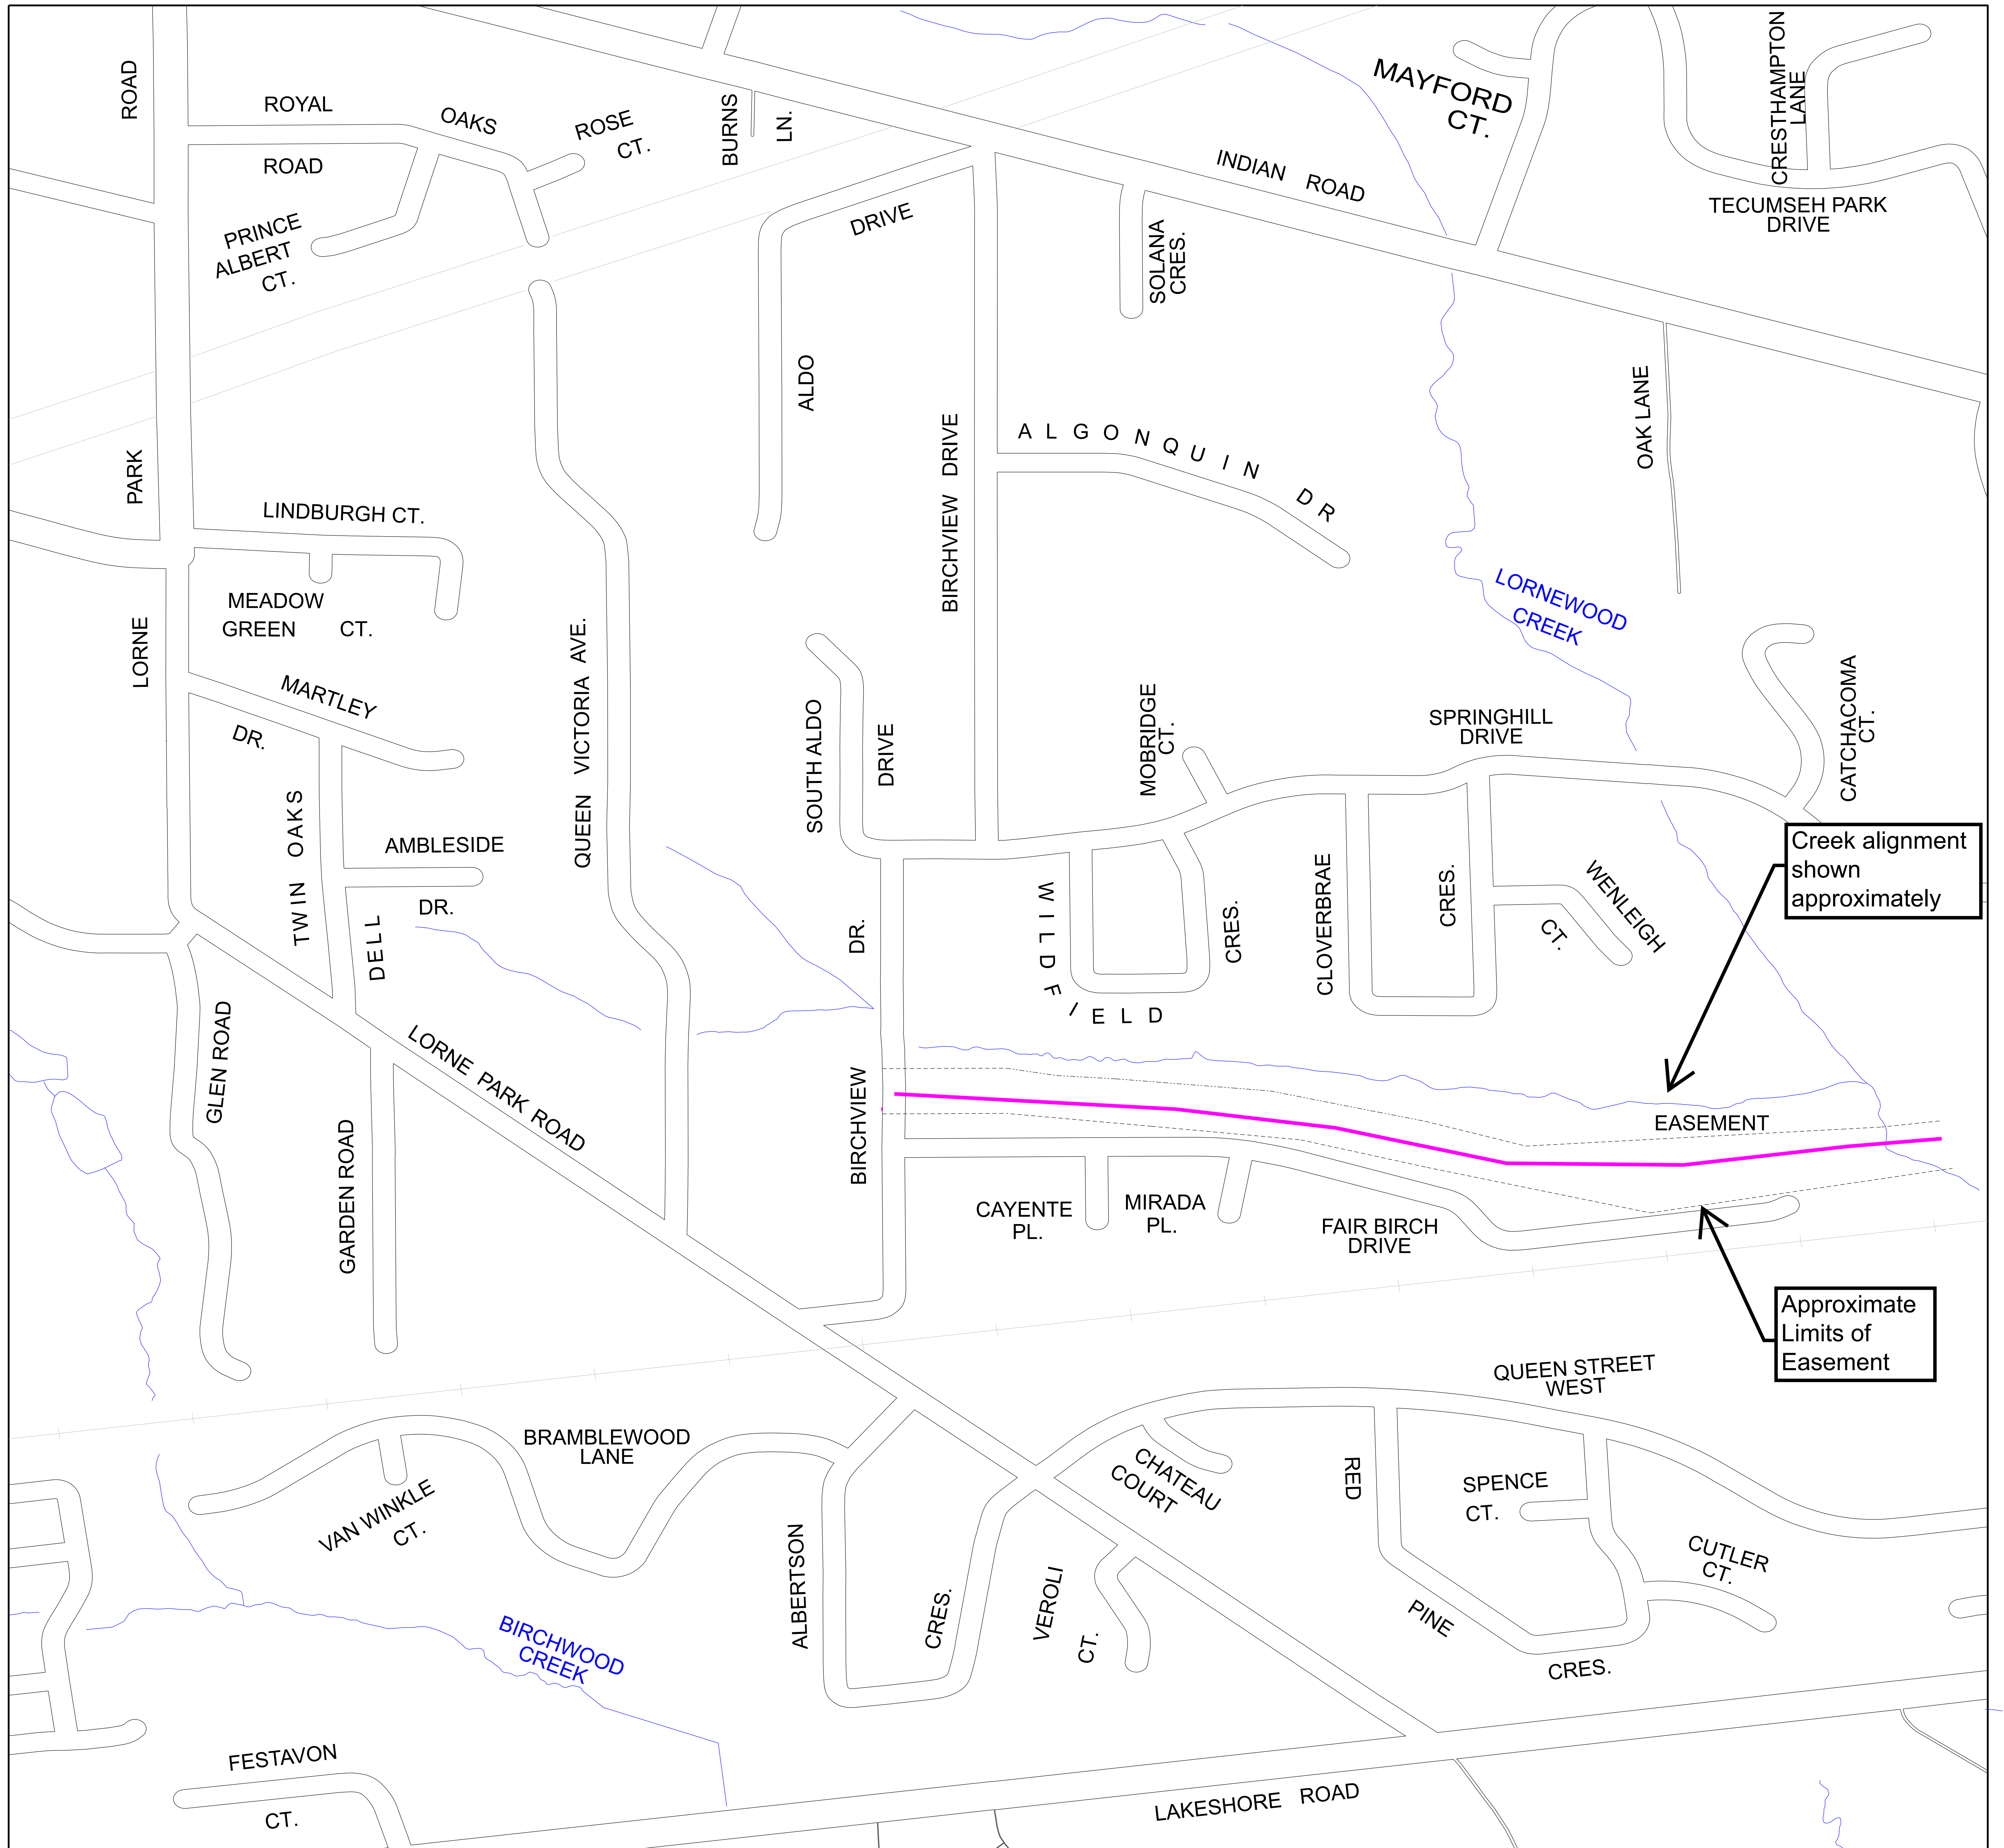 ROAD
ROYAL
OAKS
ROAD
ROSE
CT.
BURNS
LN.
PRINCE
ALBERT
CT.
MAYFORD
CT.
CRESTHAMPTON
LANE
TECUMSEH PARK
DRIVE
INDIAN ROAD
DRIVE
ALDO
SOLANA
CRES.
OAK LANE
PARK
LORNE
LINDBURGH CT.
MEADOW
GREEN CT.
MARTLEY
DR.
QUEEN VICTORIA AVE.
BIRCHVIEW DRIVE
ALGONQUIN DR
LORNEWOOD
CREEK
SOUTH ALDO
DRIVE
MOBRIDGE
CT.
SPRINGHILL
DRIVE
CATCHACOMA
CT.
TWIN OAKS
DELL
AMBLESIDE
DR.
WILDFIELD
CRES.
CLOVERBRAE
CRES.
WENLEIGH
CT.
Creek alignment
shown
approximately
GLEN ROAD
GARDEN ROAD
LORNE PARK ROAD
BIRCHVIEW
DR.
EASEMENT
CAYENTE
PL.
MIRADA
PL.
FAIR BIRCH
DRIVE
Approximate
Limits of
Easement
QUEEN STREET
WEST
BRAMBLEWOOD
LANE
VAN WINKLE
CT.
CHATEAU
COURT
RED
PINE
CRES.
SPENCE
CT.
CUTLER
CT.
ALBERTSON
CRES.
VEROLI
CT.
BIRCHWOOD
CREEK
FESTAVON
CT.
LAKESHORE ROAD